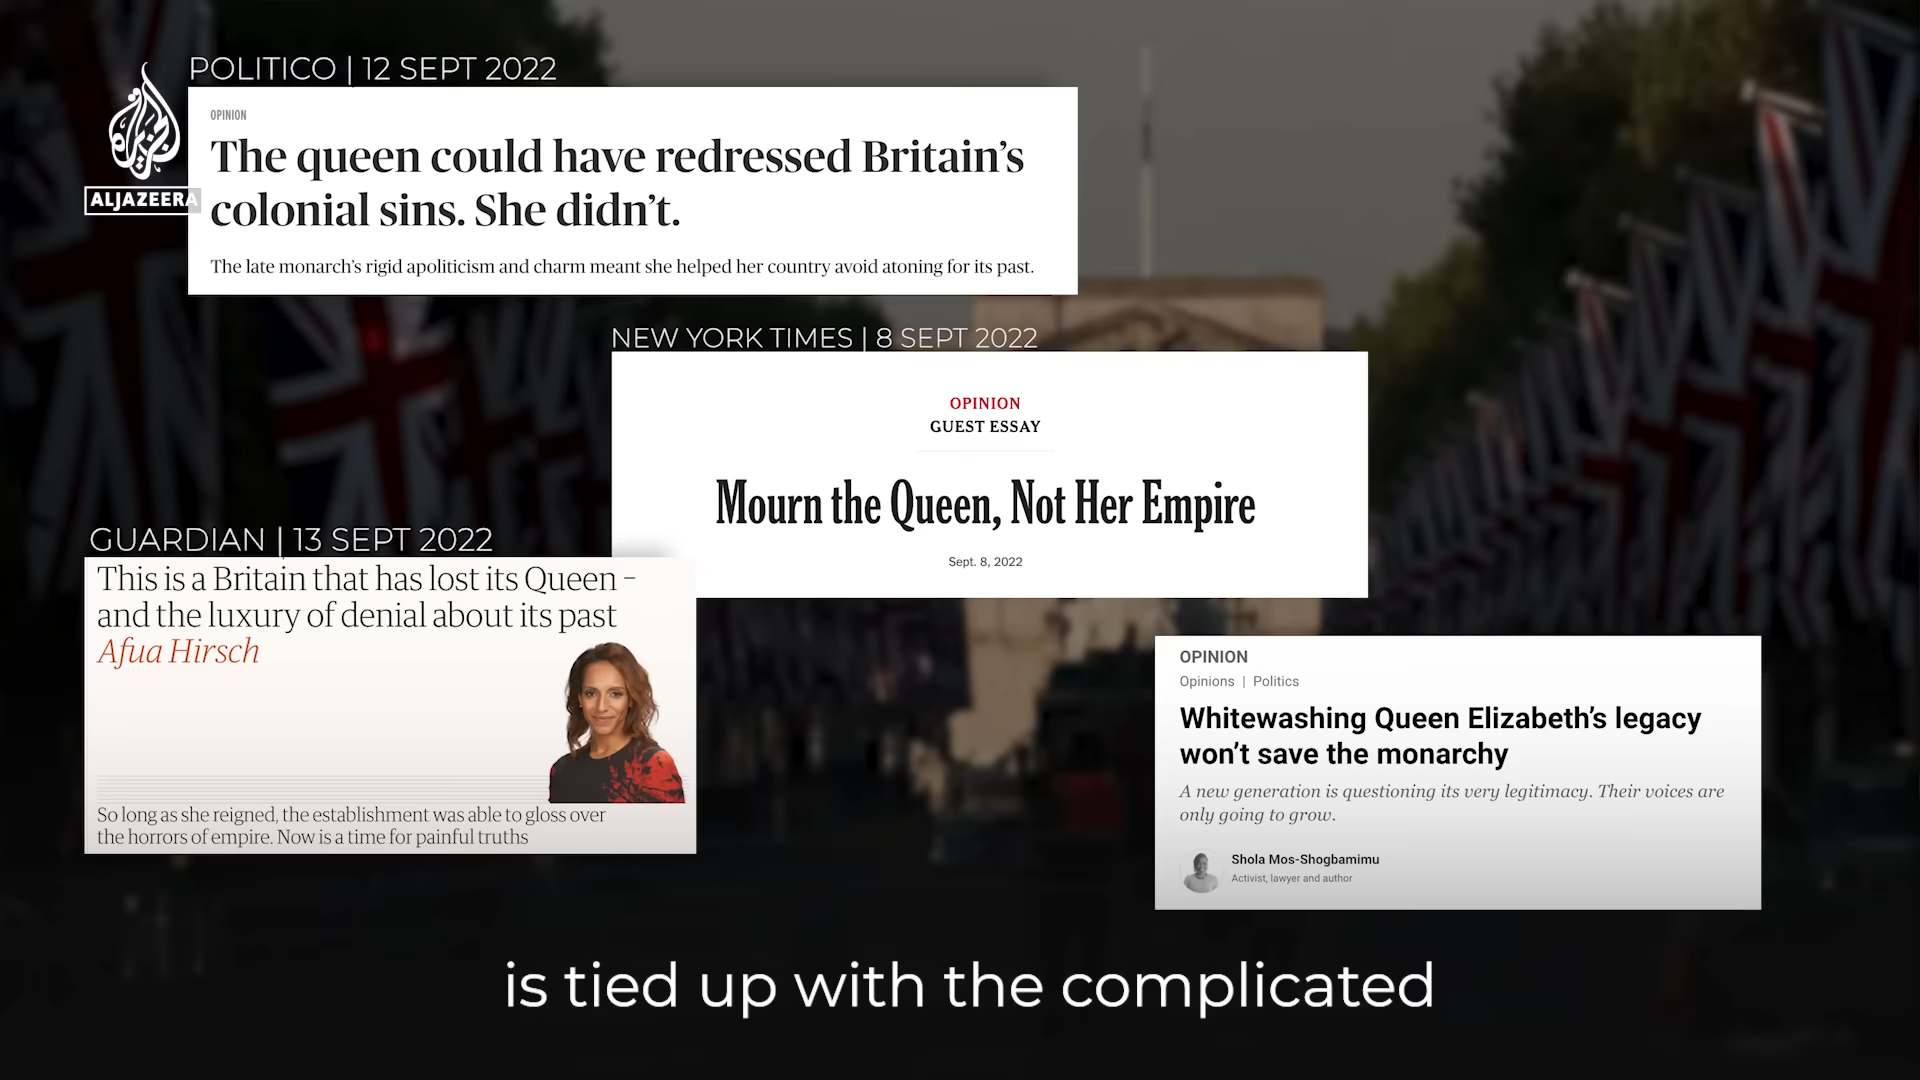 POLITICO | 12 SEPT 2022
ALJAZEERA
OPINION
The queen could have redressed Britain's
colonial sins. She didn't.
The late monarch's rigid apoliticism and charm meant she helped her country avoid atoning for its past.
NEW YORK TIMES | 8 SEPT 2022
OPINION
GUEST ESSAY
Mourn the Queen, Not Her Empire
Sept. 8, 2022
GUARDIAN | 13 SEPT 2022
This is a Britain that has lost its Queen –
and the luxury of denial about its past
Afua Hirsch
So long as she reigned, the establishment was able to gloss over
the horrors of empire. Now is a time for painful truths
OPINION
Opinions | Politics
Whitewashing Queen Elizabeth's legacy
won't save the monarchy
A new generation is questioning its very legitimacy. Their voices are
only going to grow.
Shola Mos-Shogbamimu
Activist, lawyer and author
is tied up with the complicated